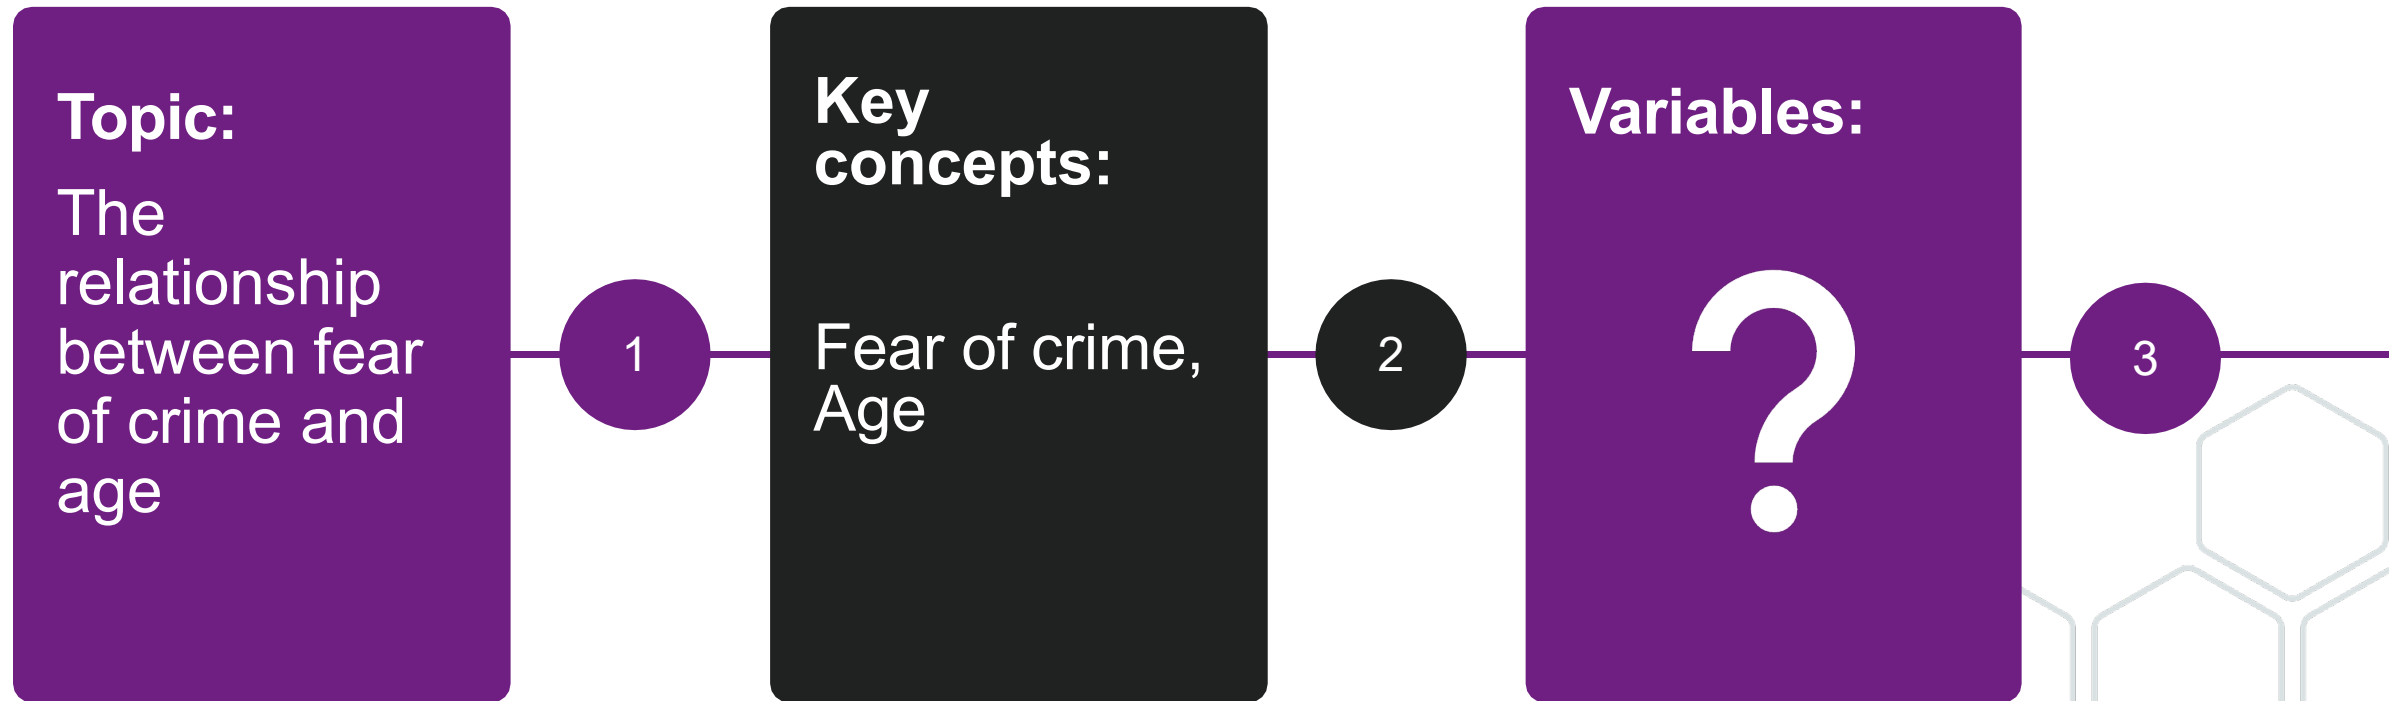 Topic:
The
relationship
between fear
of crime and
age
1
Key
concepts:
Fear of crime,
Age
2
Variables:
?
3